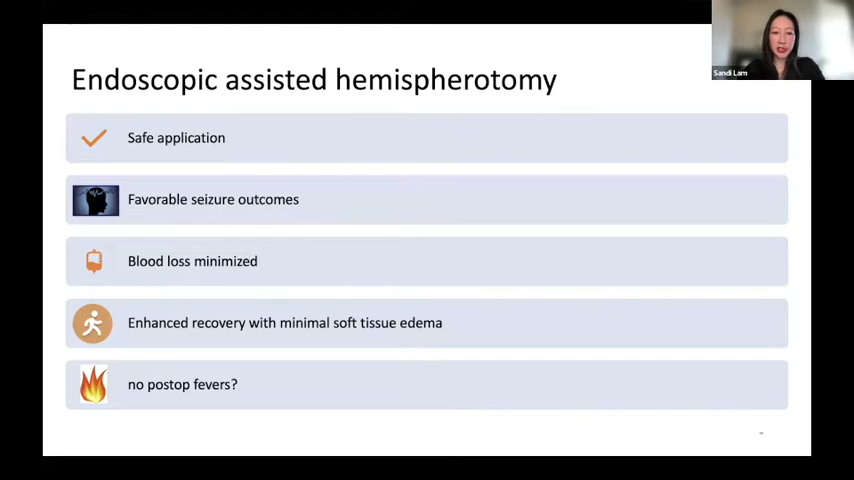 Endoscopic assisted hemispherotomy
Sandi Lam
Safe application
Favorable seizure outcomes
Blood loss minimized
Enhanced recovery with minimal soft tissue edema
no postop fevers?